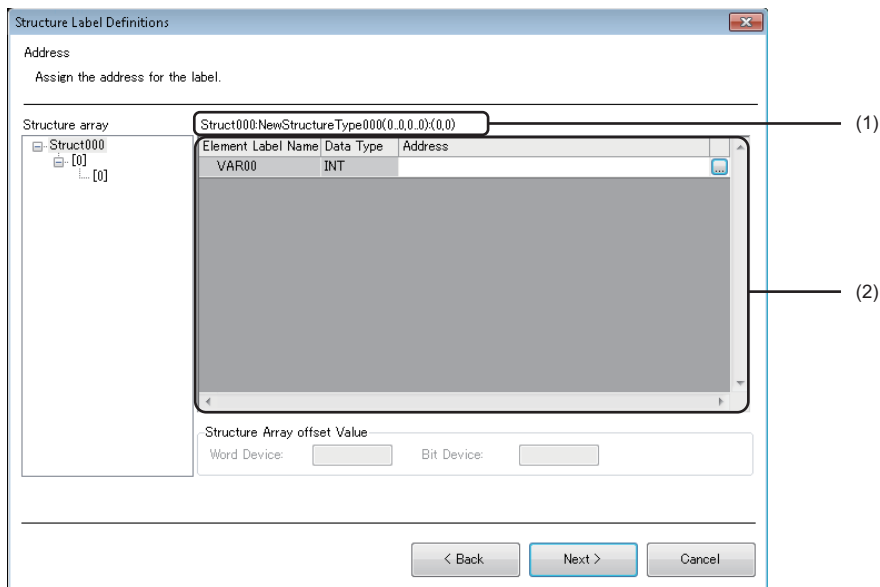 Structure Label Definitions
Address
Assign the address for the label.
Structure array
Struct000:NewStructureType000(0..0,0..0):(0,0)
(1)
Struct000
[0]
[0]
Element Label Name Data Type Address
VAR00 INT ...
(2)
Structure Array offset Value
Word Device: Bit Device:
< Back Next > Cancel